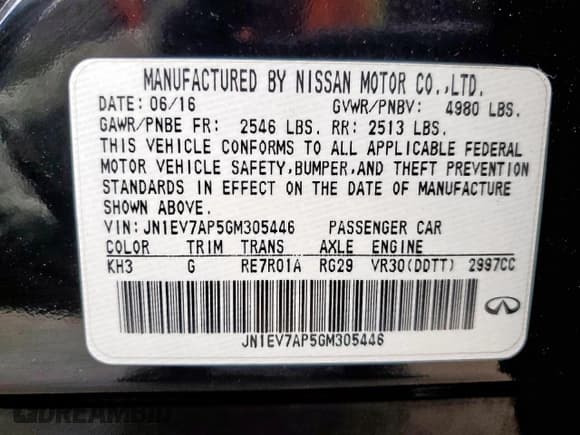 MANUFACTURED BY NISSAN MOTOR CO.,LTD.
DATE: 06/16 GVWR/PNBV: 4980 LBS.
GAWR/PNBE FR: 2546 LBS. RR: 2513 LBS.
THIS VEHICLE CONFORMS TO ALL APPLICABLE FEDERAL
MOTOR VEHICLE SAFETY,BUMPER,AND THEFT PREVENTION
STANDARDS IN EFFECT ON THE DATE OF MANUFACTURE
SHOWN ABOVE.
VIN: JN1EV7AP5GM305446 PASSENGER CAR
COLOR TRIM TRANS AXLE ENGINE
KH3 G RE7R01A RG29 VR30(DDTT) 2997CC
JN1EV7AP5GM305446
DREAMBID